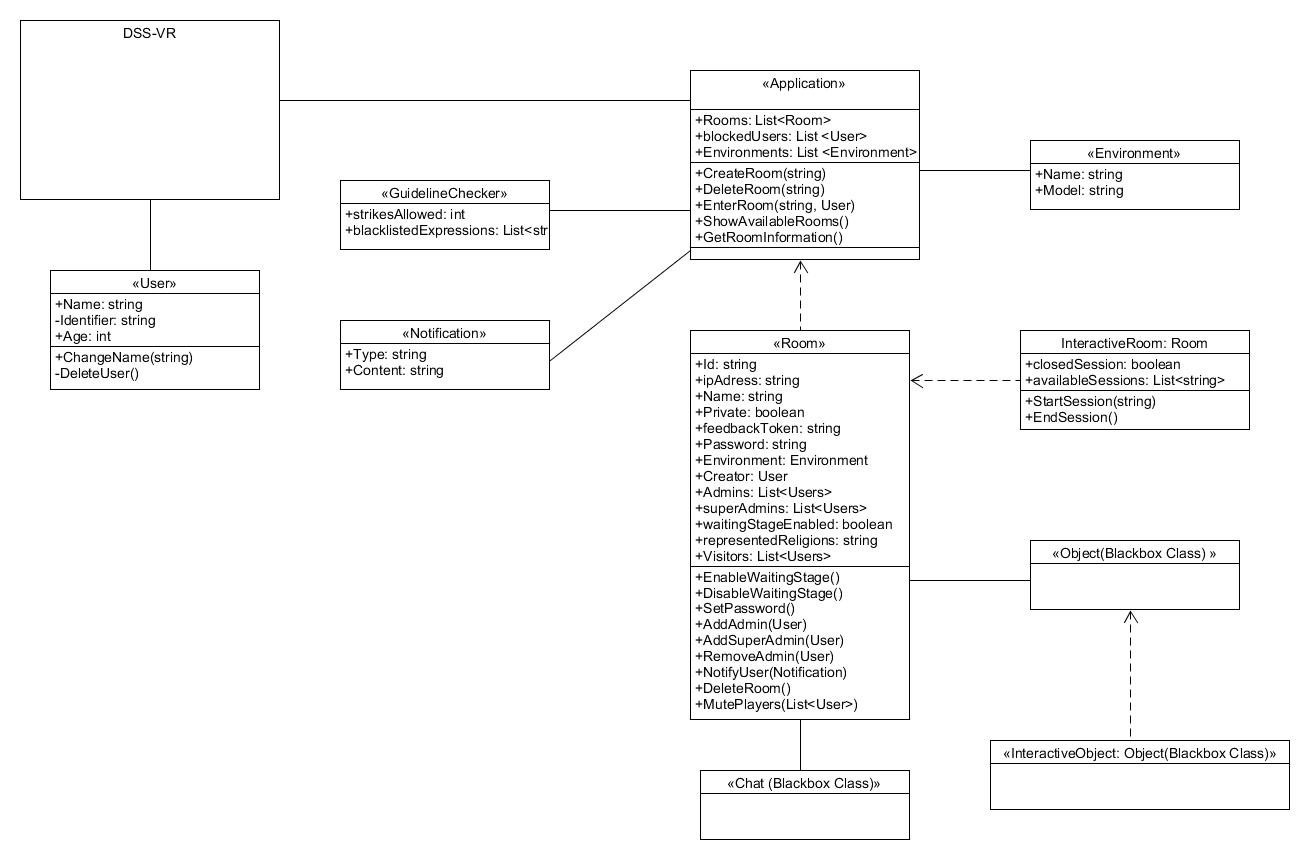 DSS-VR
«Application»
+Rooms: List<Room>
+blockedUsers: List <User>
+Environments: List <Environment>
+CreateRoom(string)
+DeleteRoom(string)
+EnterRoom(string, User)
+ShowAvailableRooms()
+GetRoomInformation()
«Environment»
+Name: string
+Model: string
«GuidelineChecker»
+strikesAllowed: int
+blacklistedExpressions: List<str
«User»
+Name: string
-Identifier: string
+Age: int
+ChangeName(string)
-DeleteUser()
«Notification»
+Type: string
+Content: string
«Room»
+Id: string
+ipAdress: string
+Name: string
+Private: boolean
+feedbackToken: string
+Password: string
+Environment: Environment
+Creator: User
+Admins: List<Users>
+superAdmins: List<Users>
+waitingStageEnabled: boolean
+representedReligions: string
+Visitors: List<Users>
+EnableWaitingStage()
+DisableWaitingStage()
+SetPassword()
+AddAdmin(User)
+AddSuperAdmin(User)
+RemoveAdmin(User)
+NotifyUser(Notification)
+DeleteRoom()
+MutePlayers(List<User>)
InteractiveRoom: Room
+closedSession: boolean
+availableSessions: List<string>
+StartSession(string)
+EndSession()
«Object(Blackbox Class) »
«InteractiveObject: Object(Blackbox Class)»
«Chat (Blackbox Class)»